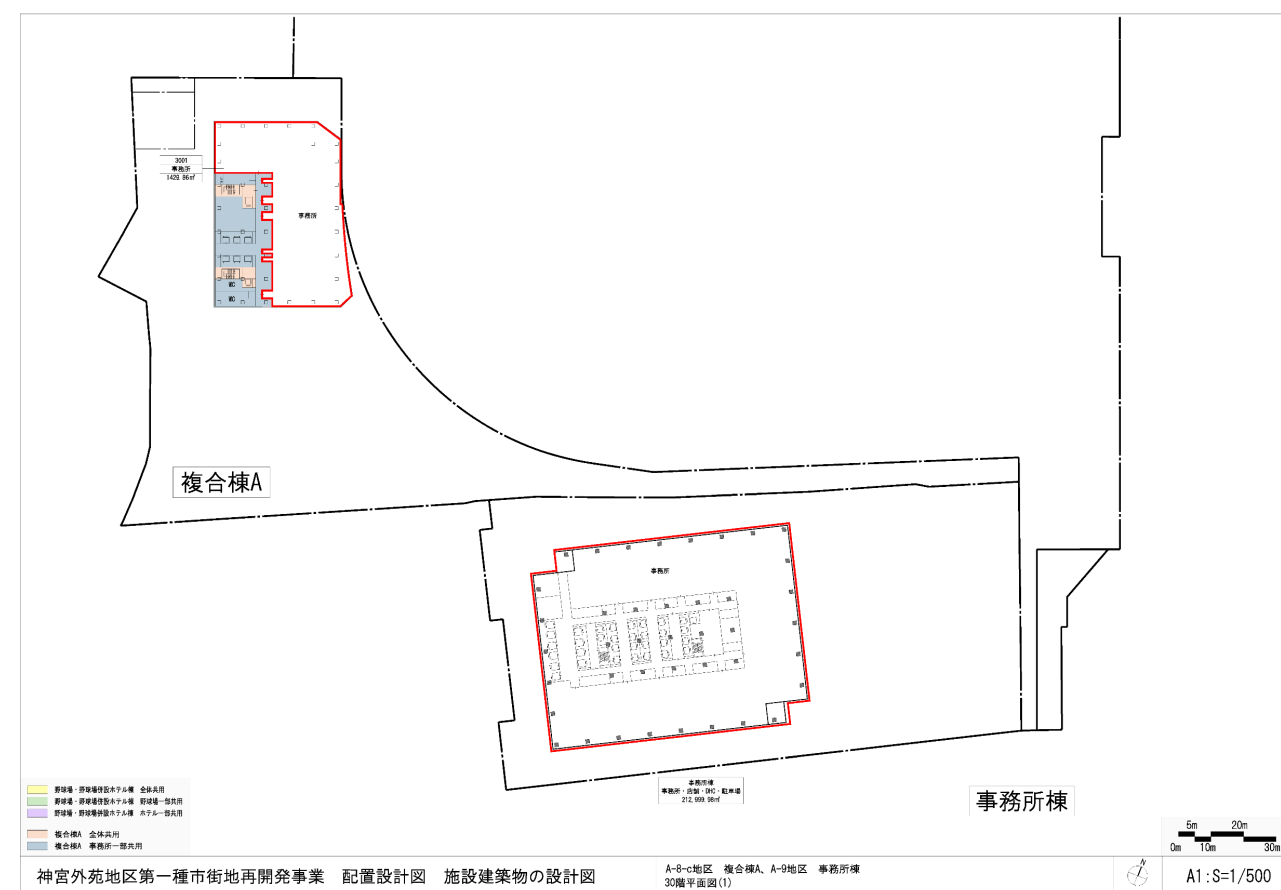 3001
事務所
1429.86㎡
事務所
WC
WC
複合棟A
事務所
事務所棟
事務所・店舗・DHC・駐車場
212,999.98㎡
事務所棟
野球場・野球場併設ホテル棟 全体共用
野球場・野球場併設ホテル棟 野球場一部共用
野球場・野球場併設ホテル棟 ホテル一部共用
複合棟A 全体共用
複合棟A 事務所一部共用
5m 20m
0m 10m 30m
神宮外苑地区第一種市街地再開発事業 配置設計図 施設建築物の設計図
A-8-c地区 複合棟A、A-9地区 事務所棟
30階平面図(1)
N
A1:S=1/500